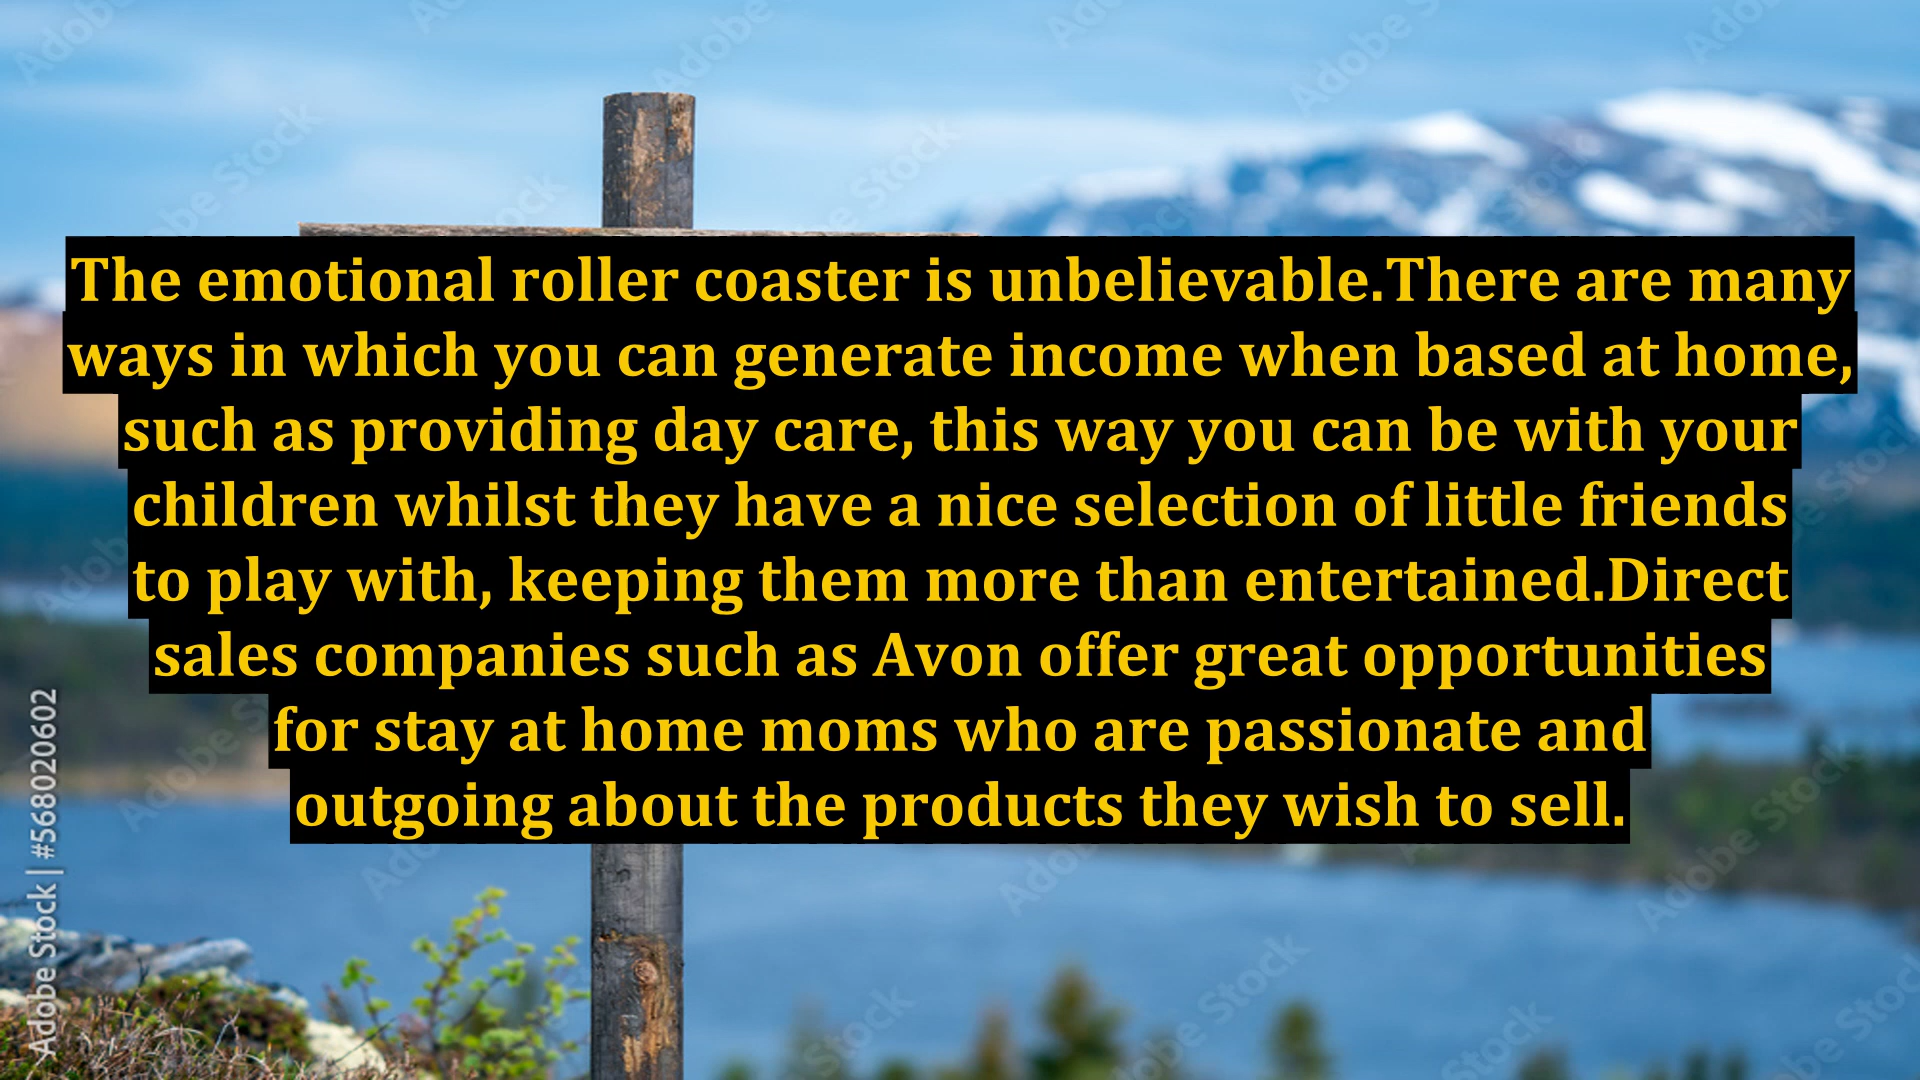 The emotional roller coaster is unbelievable.There are many
ways in which you can generate income when based at home,
such as providing day care, this way you can be with your
children whilst they have a nice selection of little friends
to play with, keeping them more than entertained.Direct
sales companies such as Avon offer great opportunities
for stay at home moms who are passionate and
outgoing about the products they wish to sell.
Adobe Stock | #568020602